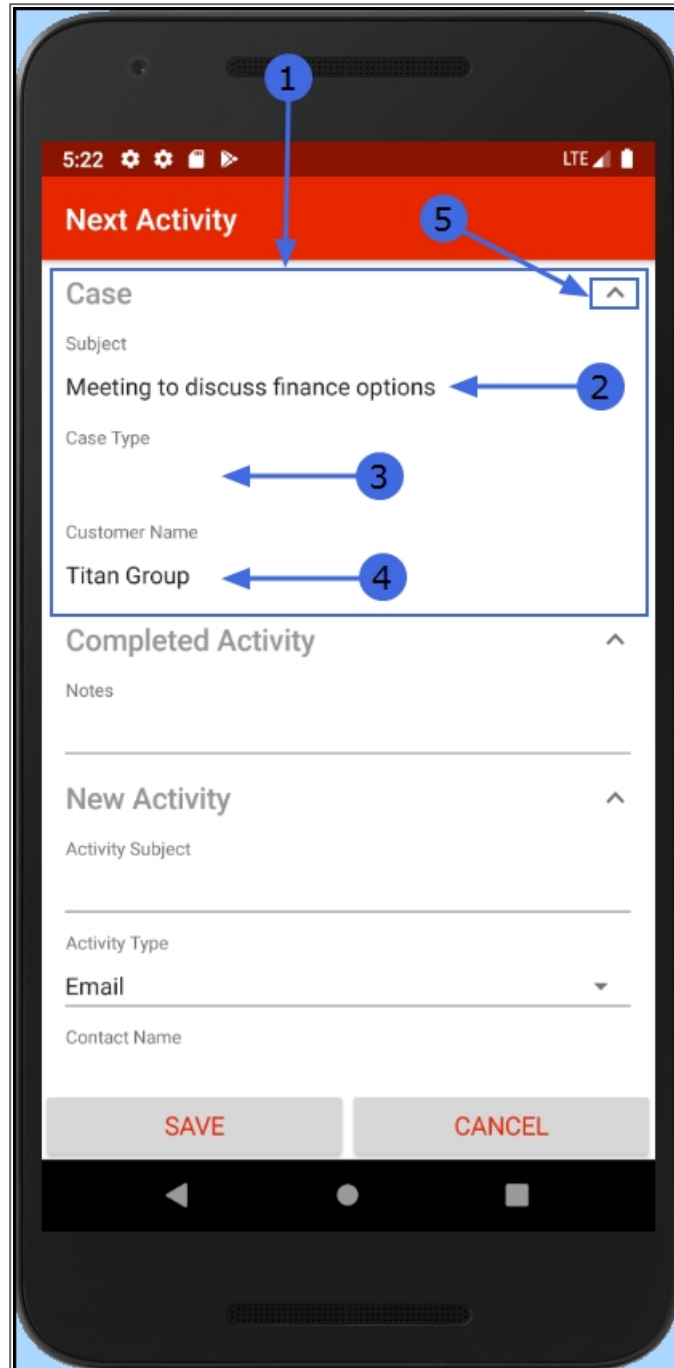 1
5:22 LTE
Next Activity
5
Case
Subject
Meeting to discuss finance options
2
Case Type
3
Customer Name
Titan Group
4
Completed Activity
Notes
New Activity
Activity Subject
Activity Type
Email
Contact Name
SAVE CANCEL